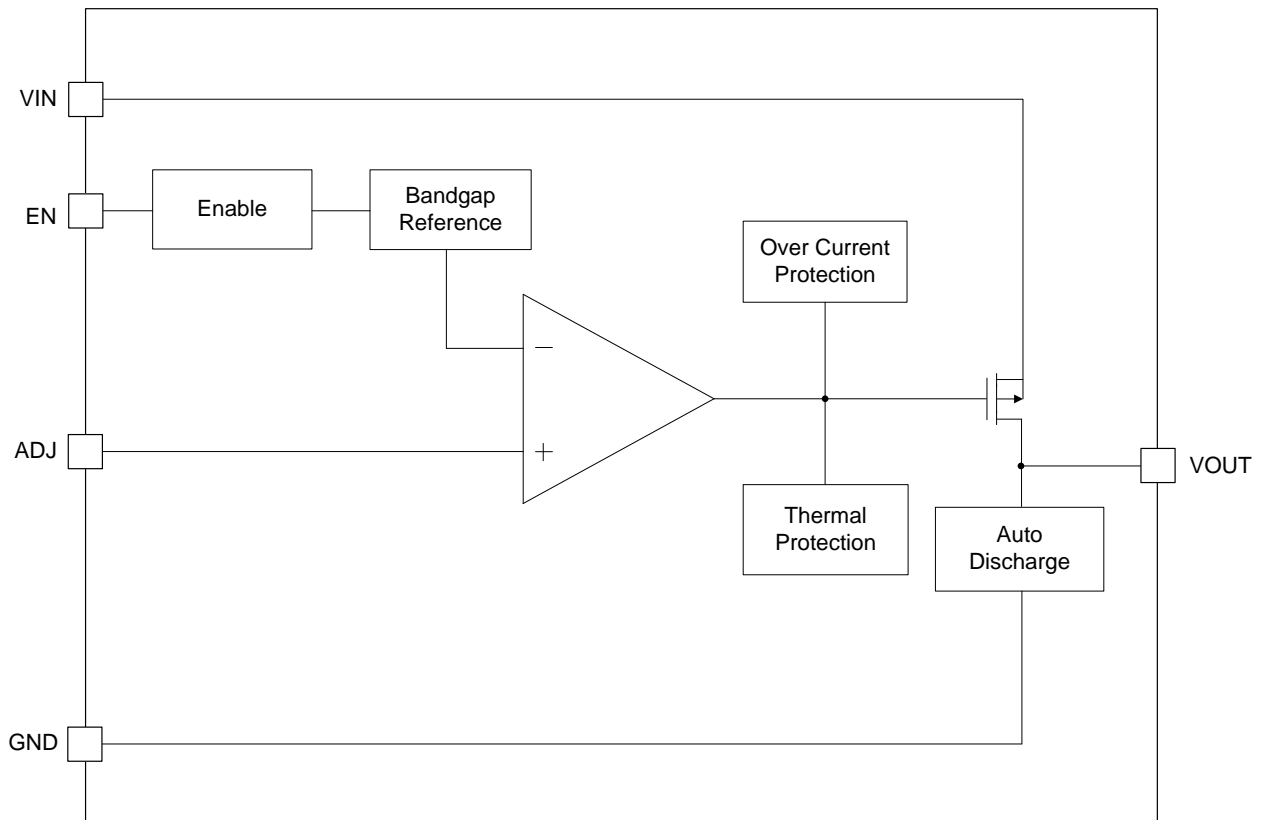 VIN
EN
Enable
Bandgap
Reference
Over Current
Protection
−
ADJ
+
VOUT
Thermal
Protection
Auto
Discharge
GND